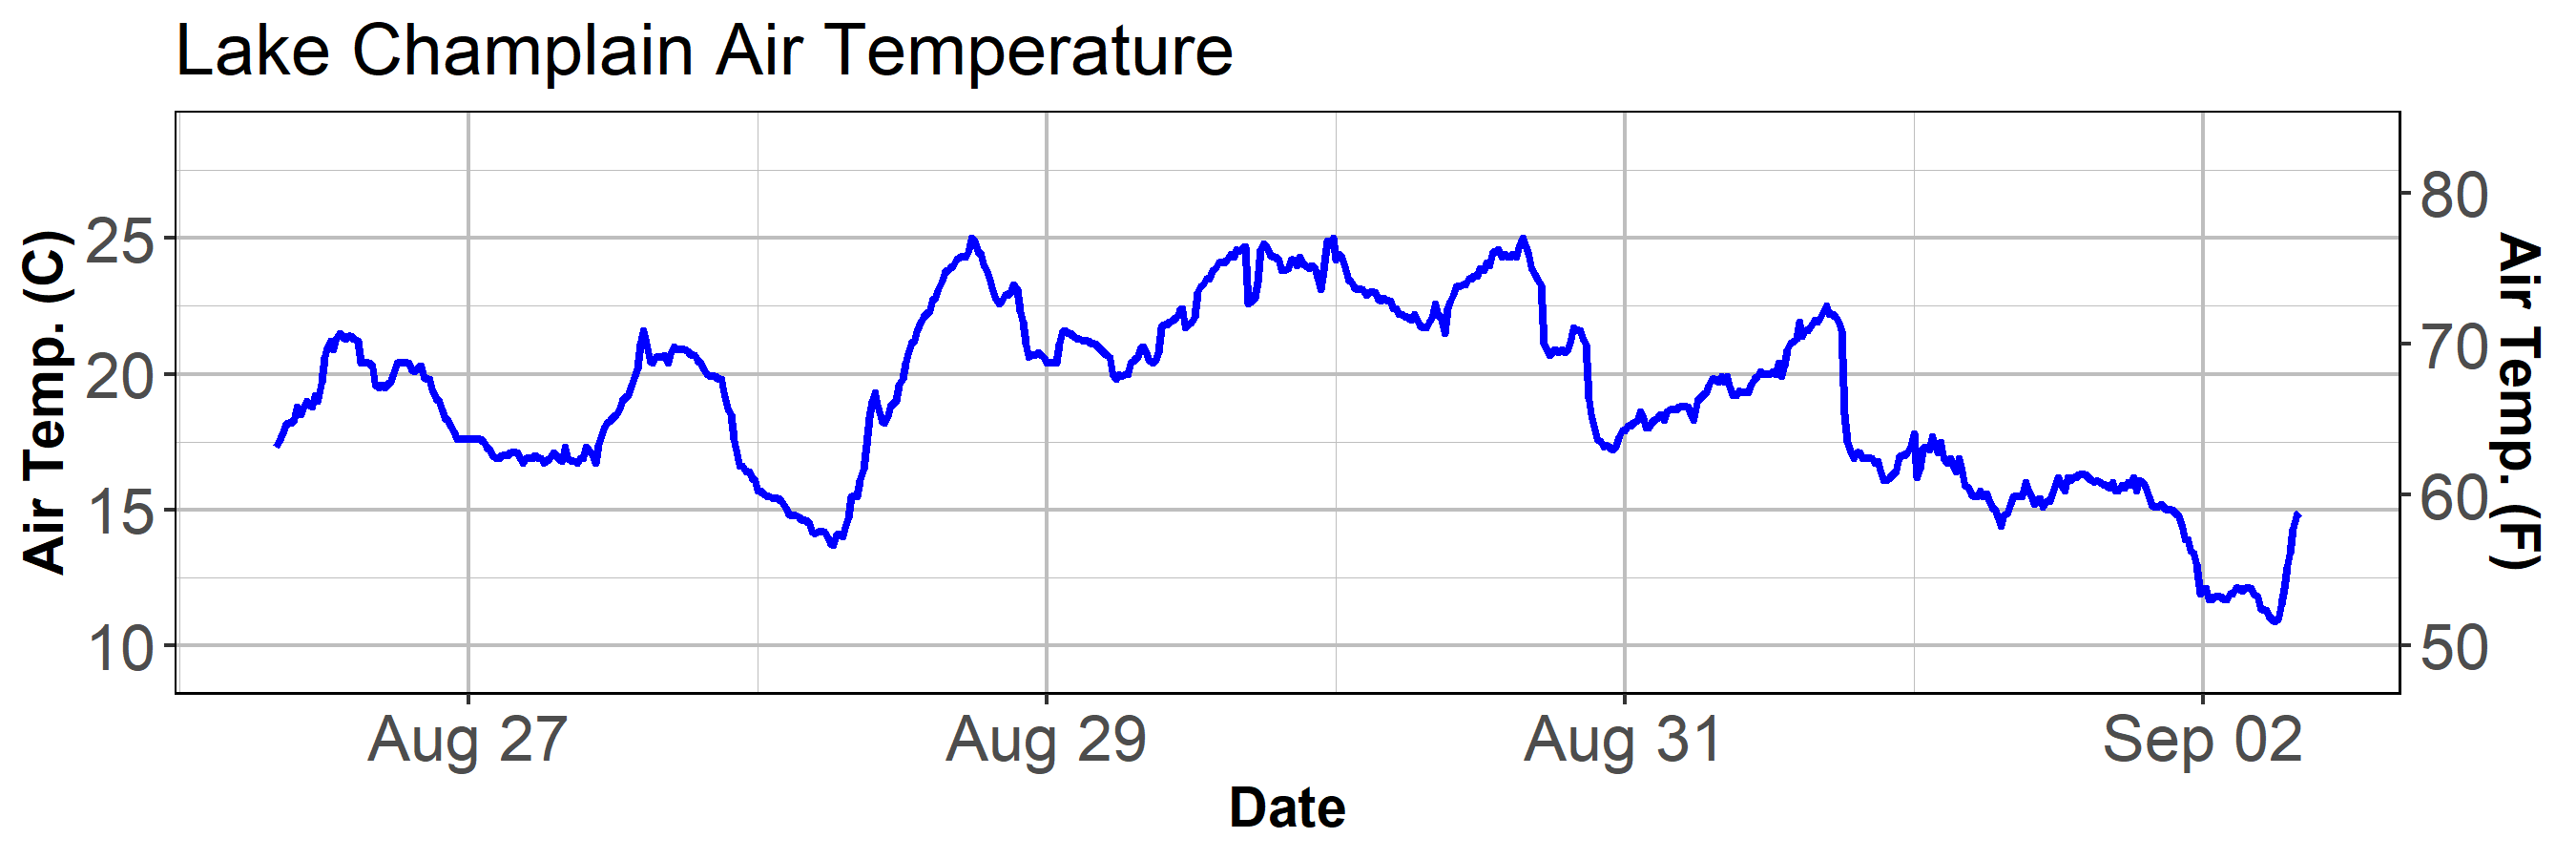 Lake Champlain Air Temperature
Air Temp. (C)
25
20
15
10
80
70
60
50
Air Temp. (F)
Aug 27
Aug 29
Aug 31
Sep 02
Date